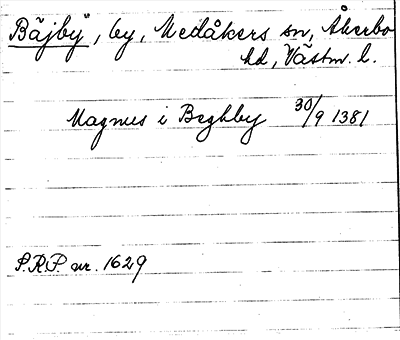 Bäjby, by, Medåkers sn, Åkerbo
hd, Västm. l.
Magnus i Beghby 30/9 1381
S.R.P. nr. 1629